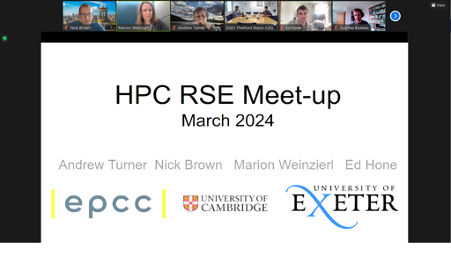 View
Nick Brown
Marion Weinzierl
Andrew Turner
Ed Hone
HPC RSE Meet-up
March 2024
Andrew Turner Nick Brown Marion Weinzierl Ed Hone
epcc
UNIVERSITY OF
CAMBRIDGE
UNIVERSITY OF
EXETER